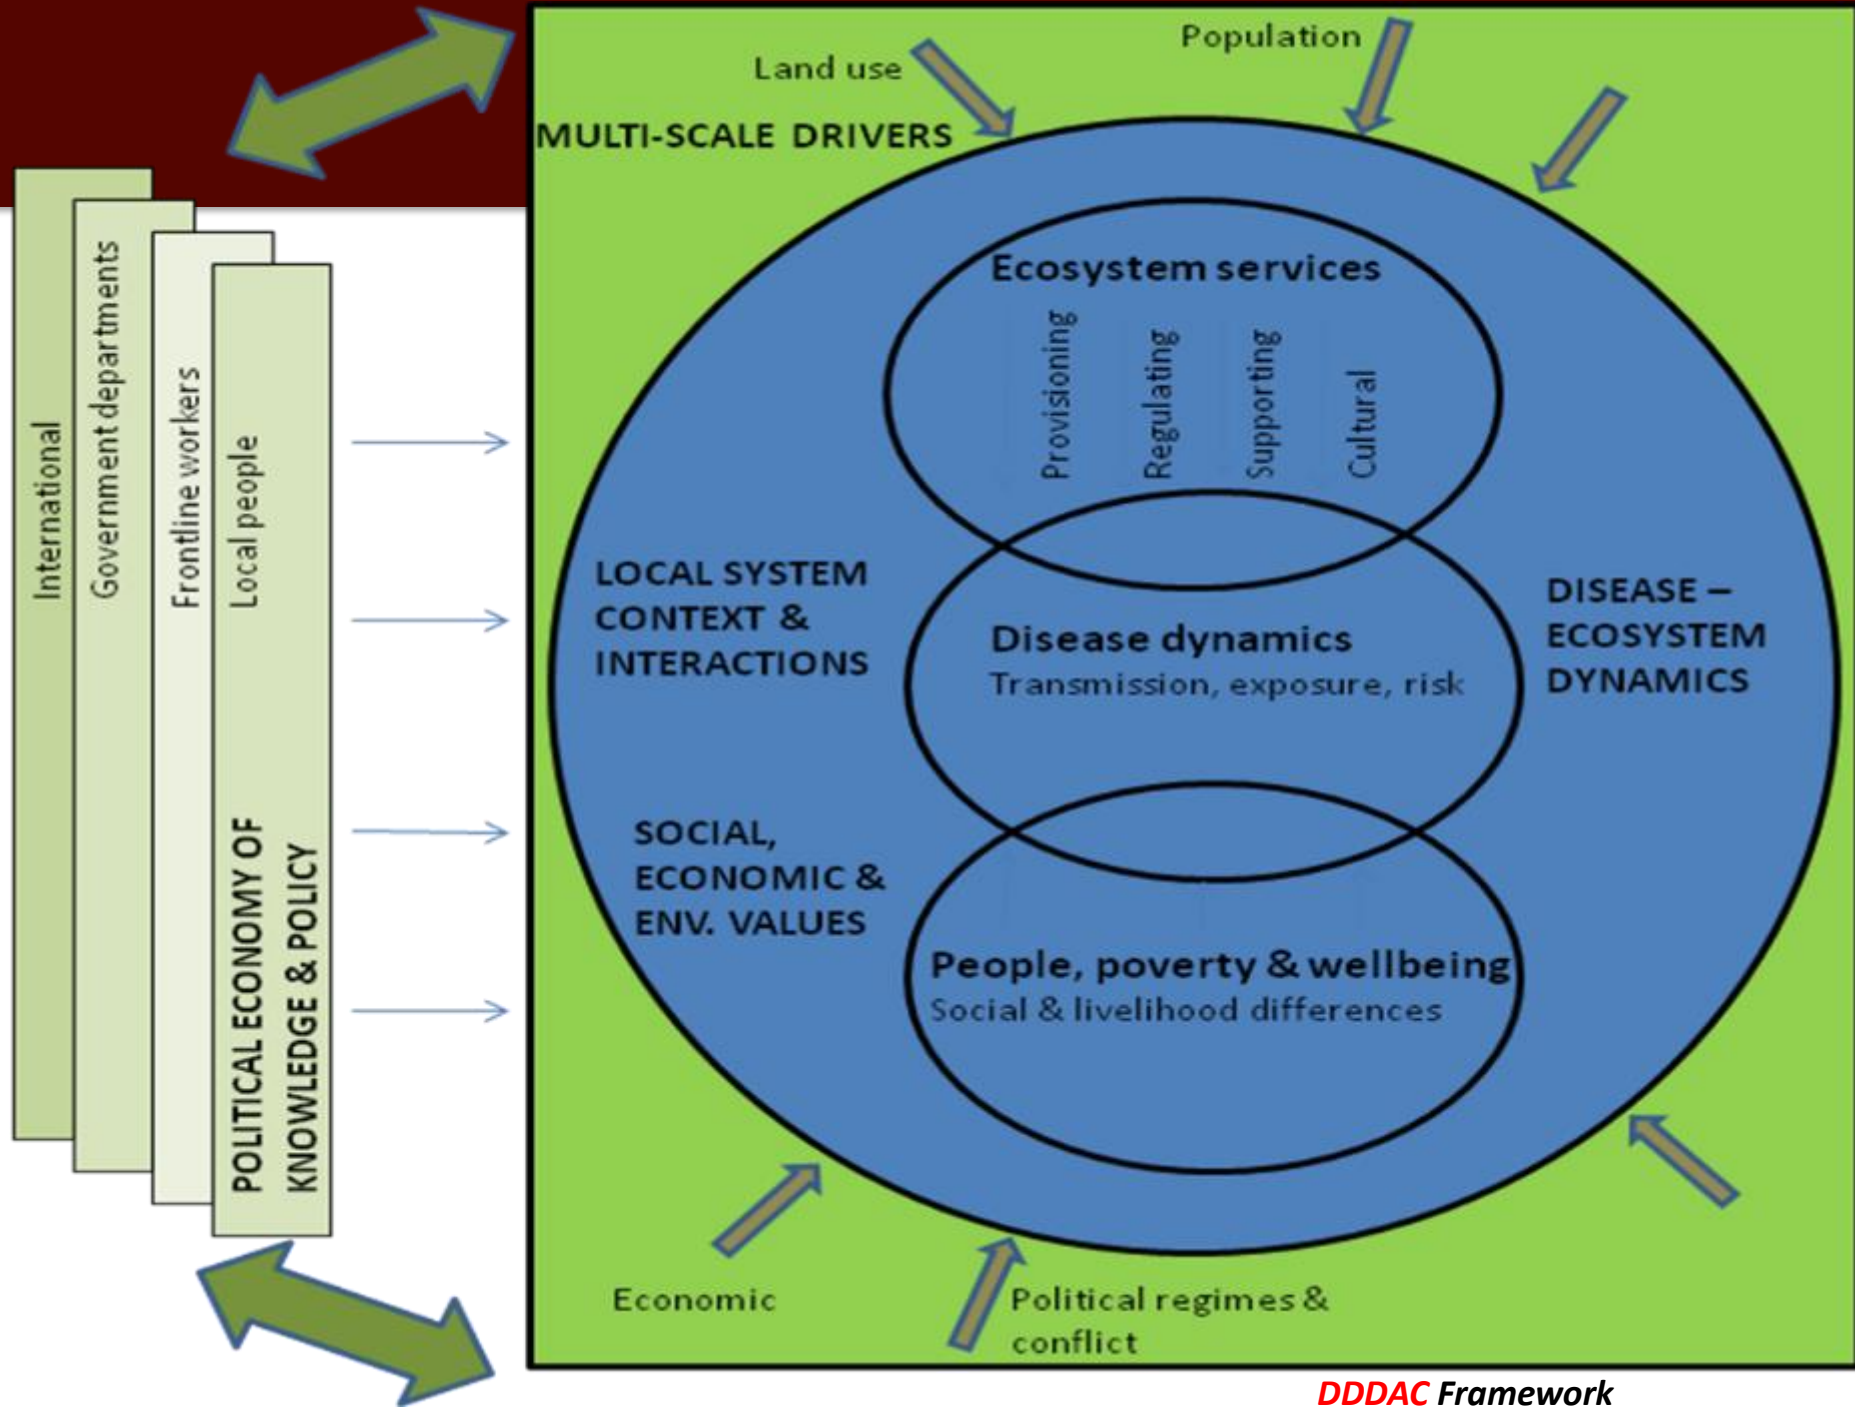 International
Government departments
Frontline workers
Local people
POLITICAL ECONOMY OF
KNOWLEDGE & POLICY
Population
Land use
MULTI-SCALE DRIVERS
Ecosystem services
Provisioning
Regulating
Supporting
Cultural
LOCAL SYSTEM
CONTEXT &
INTERACTIONS
DISEASE –
ECOSYSTEM
DYNAMICS
Disease dynamics
Transmission, exposure, risk
SOCIAL,
ECONOMIC &
ENV. VALUES
People, poverty & wellbeing
Social & livelihood differences
Economic
Political regimes &
conflict
DDDAC Framework